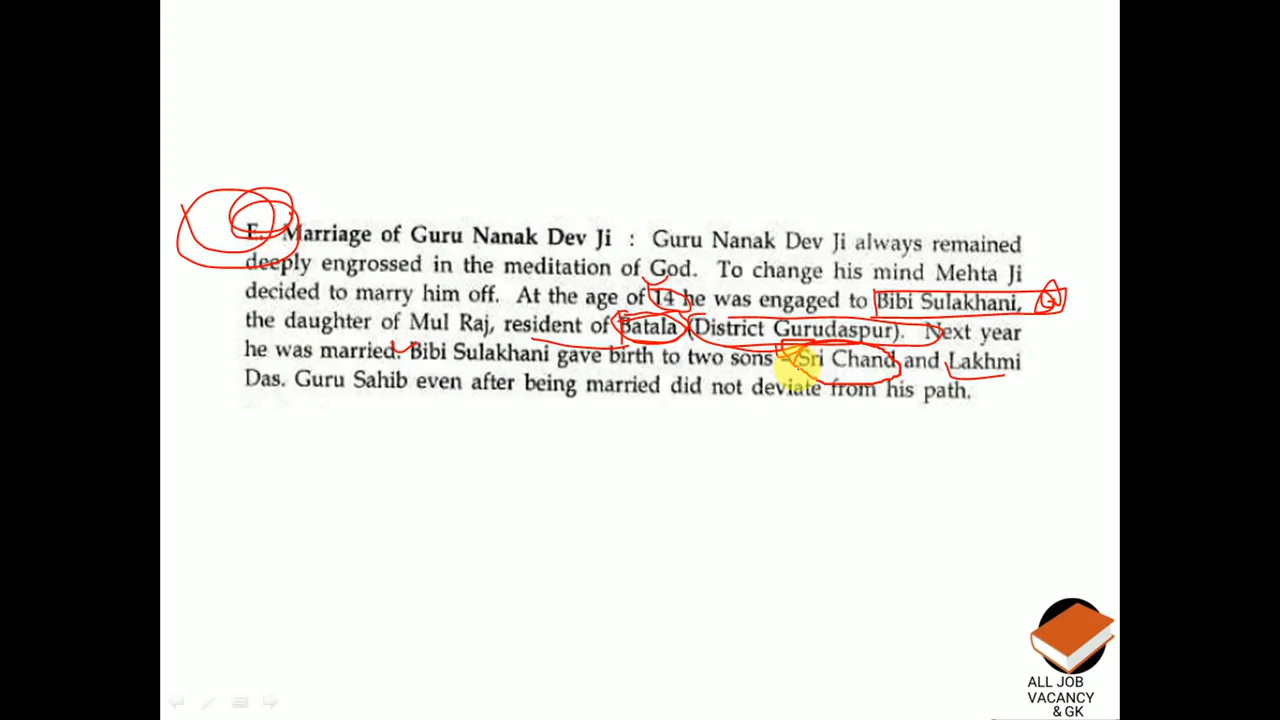 E. Marriage of Guru Nanak Dev Ji : Guru Nanak Dev Ji always remained
deeply engrossed in the meditation of God. To change his mind Mehta Ji
decided to marry him off. At the age of 14 he was engaged to Bibi Sulakhani,
the daughter of Mul Raj, resident of Batala (District Gurudaspur). Next year
he was married. Bibi Sulakhani gave birth to two sons – Sri Chand and Lakhmi
Das. Guru Sahib even after being married did not deviate from his path.
ALL JOB
VACANCY
& GK